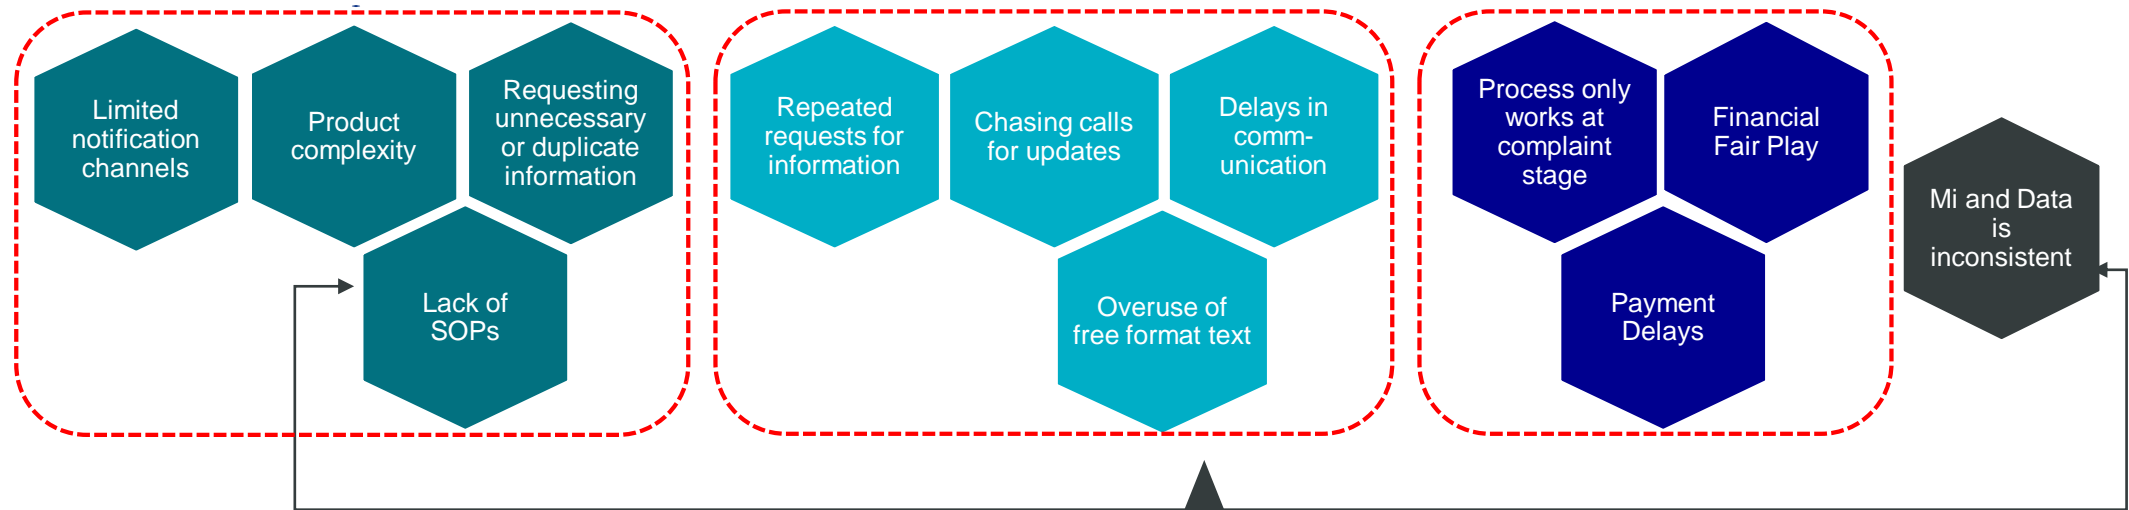 Limited
notification
channels
Product
complexity
Requesting
unnecessary
or duplicate
information
Lack of
SOPs
Repeated
requests for
information
Chasing calls
for updates
Delays in
comm-
unication
Overuse of
free format text
Process only
works at
complaint
stage
Financial
Fair Play
Payment
Delays
Mi and Data
is
inconsistent